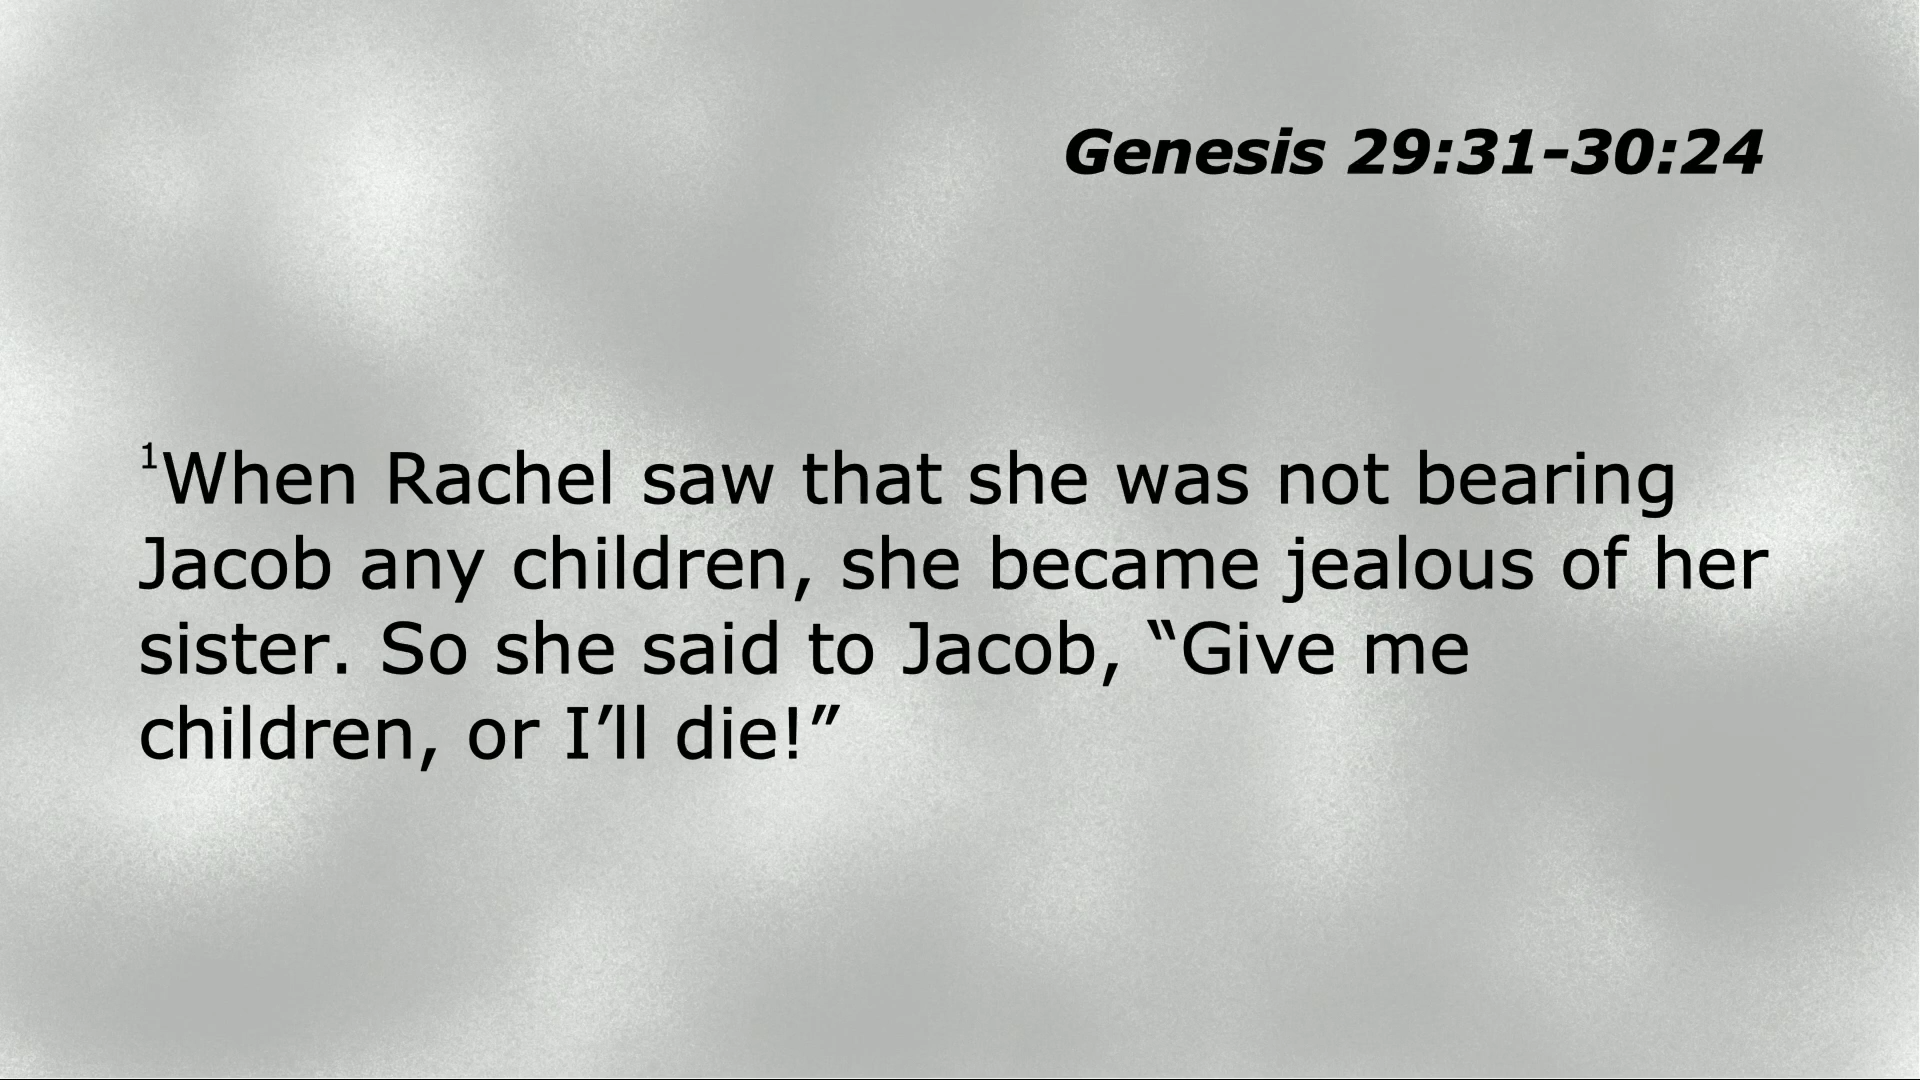 Genesis 29:31-30:24
¹When Rachel saw that she was not bearing
Jacob any children, she became jealous of her
sister. So she said to Jacob, “Give me
children, or I’ll die!”